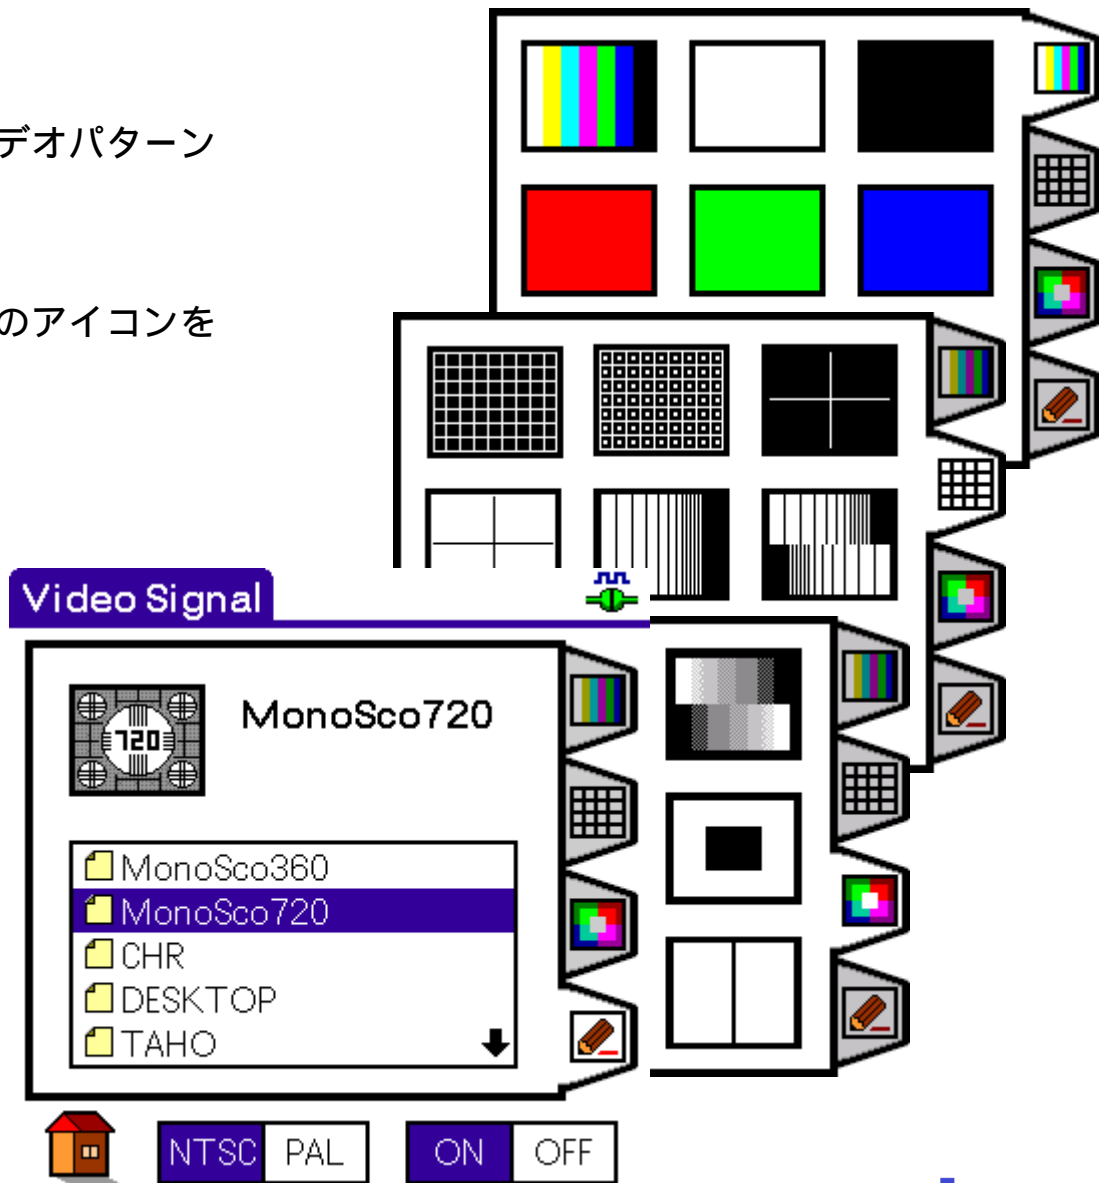 デオパターン
のアイコンを
Video Signal
720
MonoSco720
MonoSco360
MonoSco720
CHR
DESKTOP
TAHO
NTSC PAL ON OFF